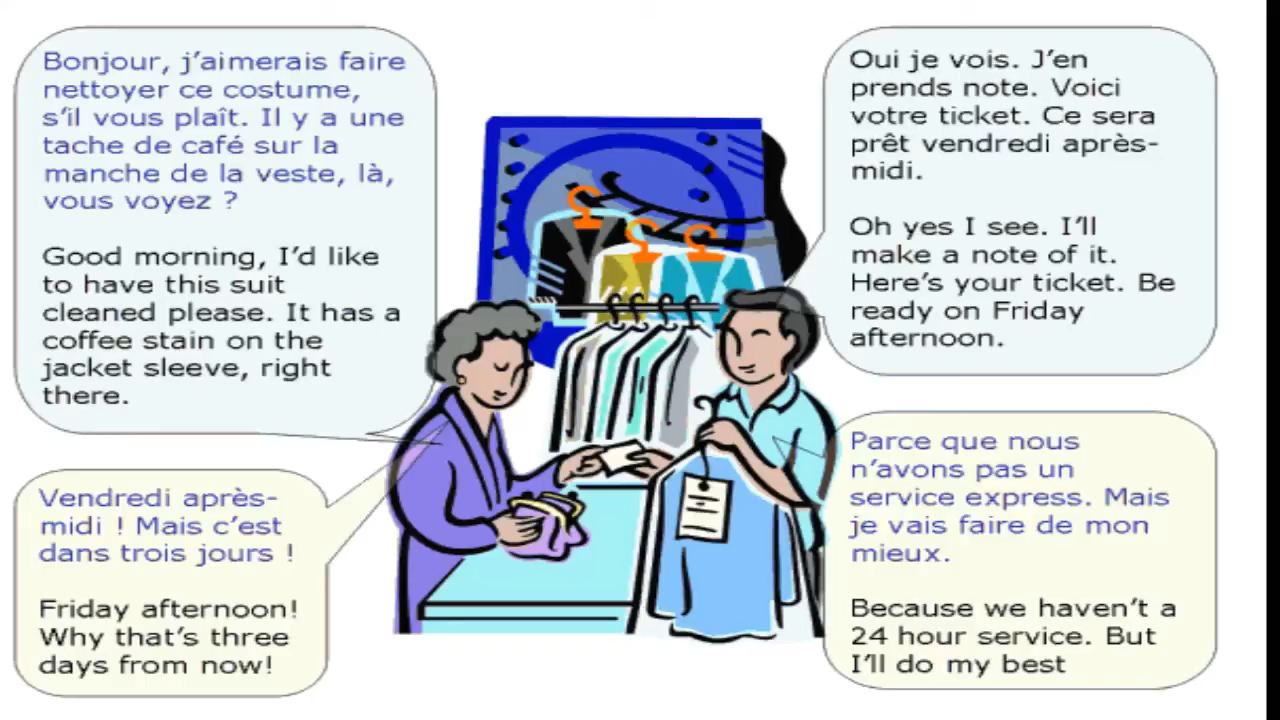 Bonjour, j'aimerais faire
nettoyer ce costume,
s'il vous plaît. Il y a une
tache de café sur la
manche de la veste, là,
vous voyez ?
Good morning, I'd like
to have this suit
cleaned please. It has a
coffee stain on the
jacket sleeve, right
there.
Oui je vois. J'en
prends note. Voici
votre ticket. Ce sera
prêt vendredi après-
midi.
Oh yes I see. I'll
make a note of it.
Here's your ticket. Be
ready on Friday
afternoon.
Vendredi après-
midi ! Mais c'est
dans trois jours !
Friday afternoon!
Why that's three
days from now!
Parce que nous
n'avons pas un
service express. Mais
je vais faire de mon
mieux.
Because we haven't a
24 hour service. But
I'll do my best